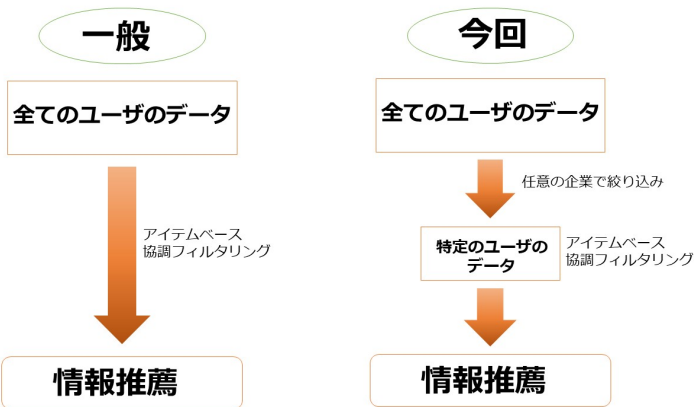 一般
全てのユーザのデータ
アイテムベース
協調フィルタリング
情報推薦
今回
全てのユーザのデータ
任意の企業で絞り込み
特定のユーザの
データ
アイテムベース
協調フィルタリング
情報推薦